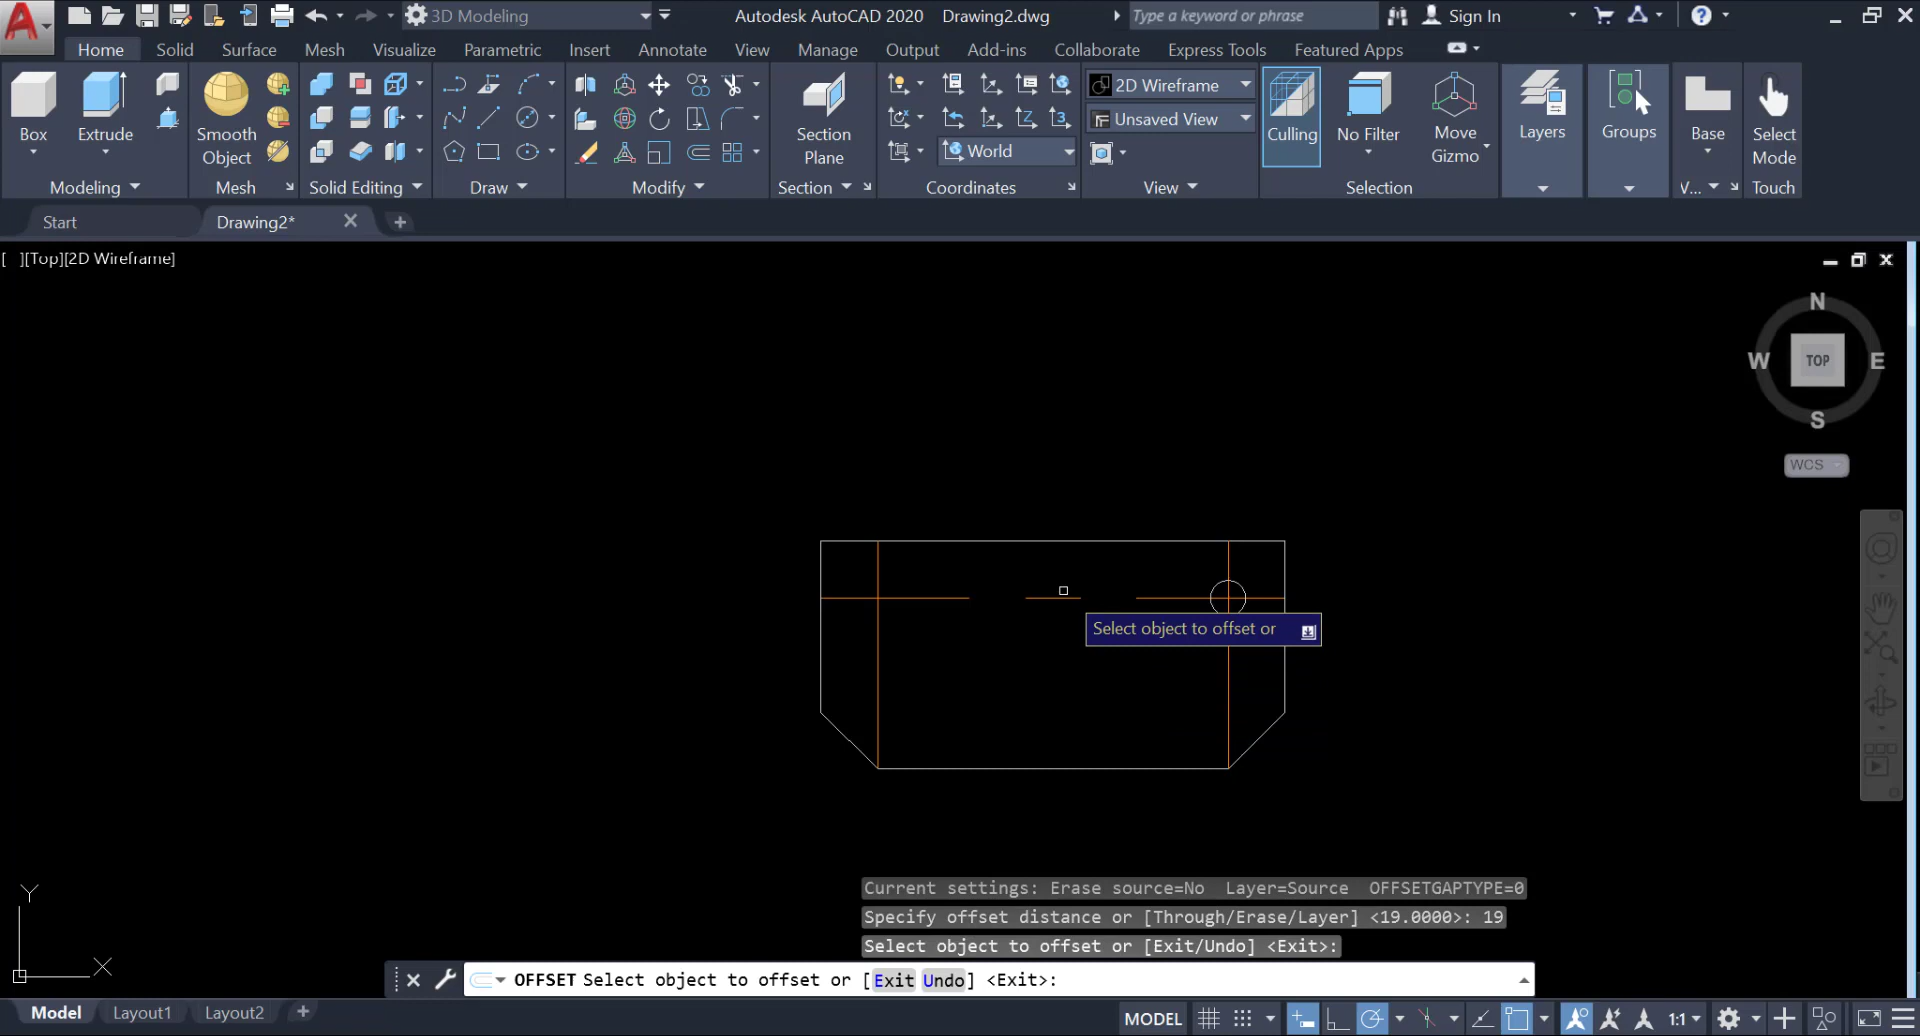 3D Modeling
Autodesk AutoCAD 2020 Drawing2.dwg
Type a keyword or phrase
Sign In
Home Solid Surface Mesh Parametric Visualize Insert Annotate View Manage Output Add-ins Collaborate Express Tools Featured Apps
Box
Extrude
Smooth
Object
Section
Plane
World
2D Wireframe
Unsaved View
Culling
No Filter
Move
Gizmo
Layers
Groups
Base
Select
Mode
Modeling
Mesh
Solid Editing
Draw
Modify
Section
Coordinates
View
Selection
V...
Touch
Start
Drawing2*
[ ][Top][2D Wireframe]
N
W
TOP
E
S
WCS
Select object to offset or
Y
X
Current settings: Erase source=No Layer=Source OFFSETGAPTYPE=0
Specify offset distance or [Through/Erase/Layer] <19.0000>: 19
Select object to offset or [Exit/Undo] <Exit>:
OFFSET Select object to offset or [Exit Undo] <Exit>:
Model
Layout1
Layout2
MODEL
1:1